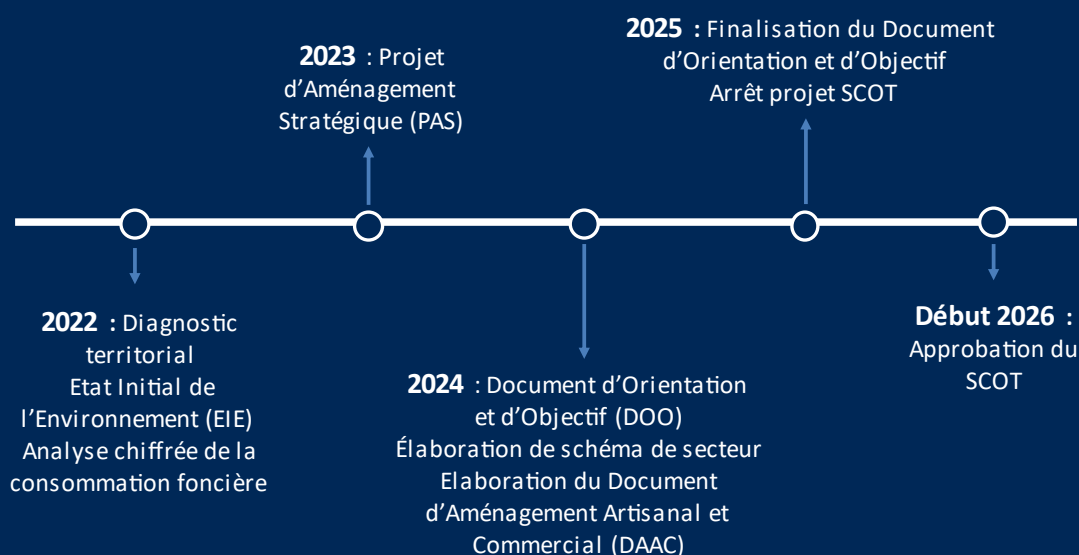 2022 : Diagnostic
territorial
Etat Initial de
l'Environnement (EIE)
Analyse chiffrée de la
consommation foncière
2023 : Projet
d'Aménagement
Stratégique (PAS)
2024 : Document d'Orientation
et d'Objectif (DOO)
Élaboration de schéma de secteur
Elaboration du Document
d'Aménagement Artisanal et
Commercial (DAAC)
2025 : Finalisation du Document
d'Orientation et d'Objectif
Arrêt projet SCOT
Début 2026 :
Approbation du
SCOT